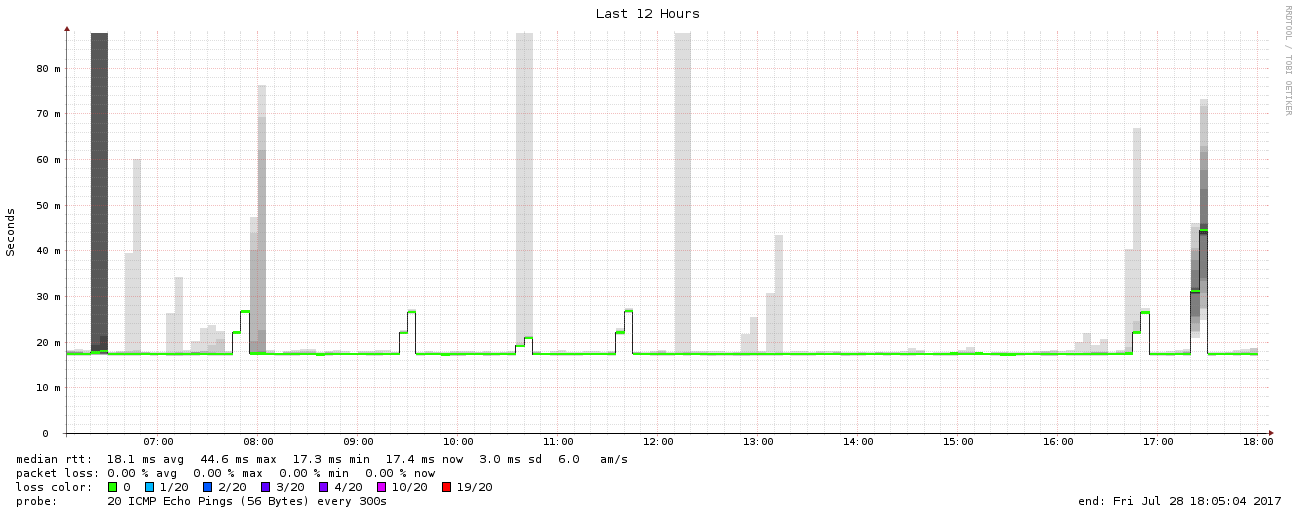 Last 12 Hours
RRDTOOL / TOBI OETIKER
Seconds
80 m
70 m
60 m
50 m
40 m
30 m
20 m
10 m
0
07:00 08:00 09:00 10:00 11:00 12:00 13:00 14:00 15:00 16:00 17:00 18:00
median rtt: 18.1 ms avg 44.6 ms max 17.3 ms min 17.4 ms now 3.0 ms sd 6.0 am/s
packet loss: 0.00 % avg 0.00 % max 0.00 % min 0.00 % now
loss color: 0 1/20 2/20 3/20 4/20 10/20 19/20
probe: 20 ICMP Echo Pings (56 Bytes) every 300s end: Fri Jul 28 18:05:04 2017